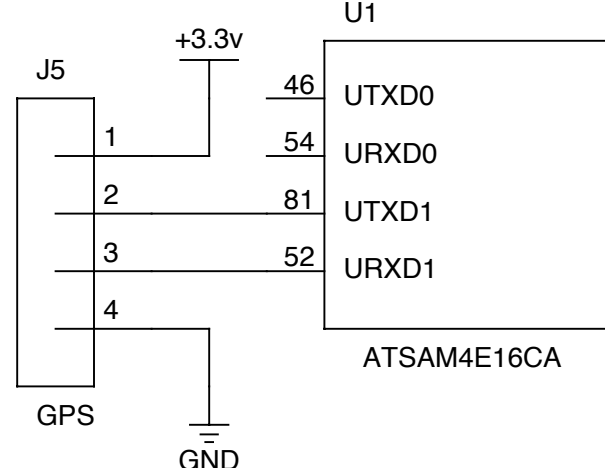 U1
+3.3v
J5
46 UTXD0
1
54 URXD0
2
81 UTXD1
3
52 URXD1
4
ATSAM4E16CA
GPS
GND